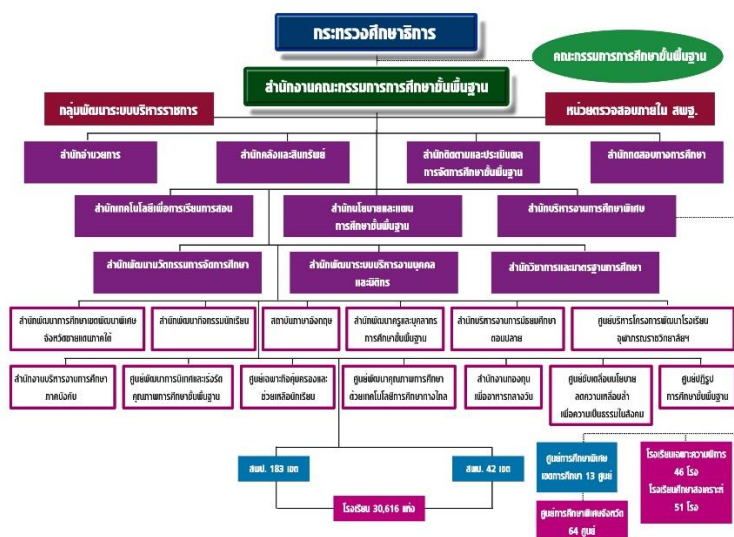 กระทรวงศึกษาธิการ
คณะกรรมการการศึกษาขั้นพื้นฐาน
สำนักงานคณะกรรมการการศึกษาขั้นพื้นฐาน
กลุ่มพัฒนาระบบบริหารราชการ
หน่วยตรวจสอบภายใน สพฐ.
สำนักอำนวยการ
สำนักคลังและสินทรัพย์
สำนักติดตามและประเมินผล
การจัดการศึกษาขั้นพื้นฐาน
สำนักทดสอบทางการศึกษา
สำนักเทคโนโลยีเพื่อการเรียนการสอน
สำนักนโยบายและแผน
การศึกษาขั้นพื้นฐาน
สำนักบริหารงานการศึกษาพิเศษ
สำนักพัฒนานวัตกรรมการจัดการศึกษา
สำนักพัฒนาระบบบริหารงานบุคคล
และนิติการ
สำนักวิชาการและมาตรฐานการศึกษา
สำนักพัฒนาการศึกษาเขตพัฒนาพิเศษ
จังหวัดชายแดนภาคใต้
สำนักพัฒนากิจกรรมนักเรียน
สถาบันภาษาอังกฤษ
สำนักพัฒนาครูและบุคลากร
การศึกษาขั้นพื้นฐาน
สำนักบริหารงานการมัธยมศึกษา
ตอนปลาย
ศูนย์บริหารโครงการพัฒนาโรงเรียน
จุฬาภรณราชวิทยาลัยฯ
สำนักงานบริหารงานการศึกษา
ภาคบังคับ
ศูนย์พัฒนาการนิเทศและเร่งรัด
คุณภาพการศึกษาขั้นพื้นฐาน
ศูนย์เฉพาะกิจคุ้มครองและ
ช่วยเหลือนักเรียน
ศูนย์พัฒนาคุณภาพการศึกษา
ด้วยเทคโนโลยีการศึกษาทางไกล
สำนักงานกองทุน
เพื่ออาหารกลางวัน
ศูนย์ขับเคลื่อนนโยบาย
ลดความเหลื่อมล้ำ
เพื่อความเป็นธรรมในสังคม
ศูนย์ปฏิรูป
การศึกษาขั้นพื้นฐาน
สพป. 183 เขต
สพม. 42 เขต
โรงเรียน 30,616 แห่ง
ศูนย์การศึกษาพิเศษ
เขตการศึกษา 13 ศูนย์
ศูนย์การศึกษาพิเศษจังหวัด
64 ศูนย์
โรงเรียนเฉพาะความพิการ
46 โรง
โรงเรียนศึกษาสงเคราะห์
51 โรง